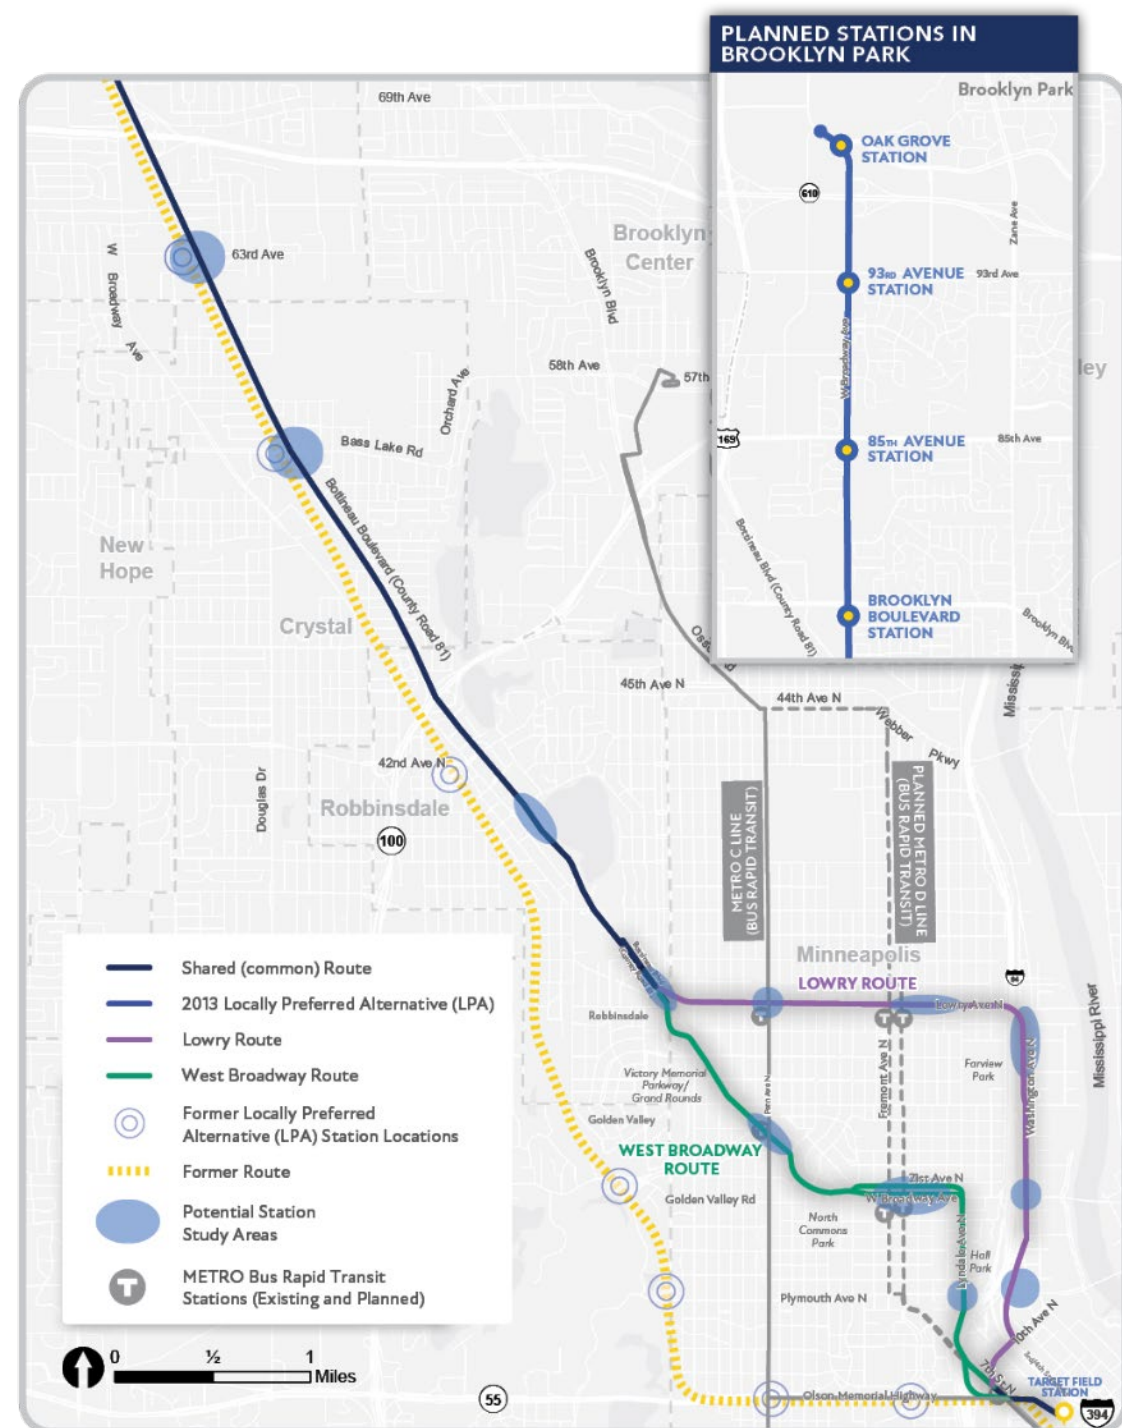 PLANNED STATIONS IN
BROOKLYN PARK
Brooklyn Park
OAK GROVE
STATION
610
Zane Ave
93RD AVENUE
STATION
93rd Ave
W Broadway Ave
169
85TH AVENUE
STATION
85th Ave
Bottineau Blvd (County Road 81)
BROOKLYN
BOULEVARD
STATION
Brooklyn Blv
69th Ave
63rd Ave
W Broadway Ave
Brooklyn
Center
Brooklyn Blvd
58th Ave
57th
ley
Orchard Ave
Bass Lake Rd
Bottineau Boulevard (County Road 81)
New
Hope
Crystal
45th Ave N
44th Ave N
Webber Pkwy
42nd Ave N
Douglas Dr
Robbinsdale
100
METRO C LINE
(BUS RAPID TRANSIT)
PLANNED METRO D LINE
(BUS RAPID TRANSIT)
Minneapolis
LOWRY ROUTE
94
Lowry Ave N
Mississippi River
Robbinsdale
Victory Memorial
Parkway/
Grand Rounds
Golden Valley
Penn Ave N
Fremont Ave N
Farview
Park
Washington Ave N
WEST BROADWAY
ROUTE
21st Ave N
W Broadway Ave
Golden Valley Rd
North
Commons
Park
Lyndale Ave N
Hall
Park
Plymouth Ave N
10th Ave N
7th St N
TARGET FIELD
STATION
Olson Memorial Highway
394
55
Shared (common) Route
2013 Locally Preferred Alternative (LPA)
Lowry Route
West Broadway Route
Former Locally Preferred
Alternative (LPA) Station Locations
Former Route
Potential Station
Study Areas
T
METRO Bus Rapid Transit
Stations (Existing and Planned)
0 ½ 1
Miles